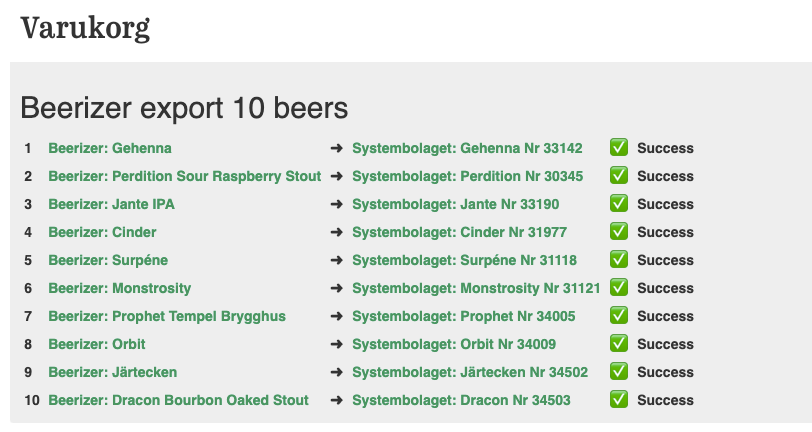 Varukorg
Beerizer export 10 beers
1 Beerizer: Gehenna ➜ Systembolaget: Gehenna Nr 33142 ✅ Success
2 Beerizer: Perdition Sour Raspberry Stout ➜ Systembolaget: Perdition Nr 30345 ✅ Success
3 Beerizer: Jante IPA ➜ Systembolaget: Jante Nr 33190 ✅ Success
4 Beerizer: Cinder ➜ Systembolaget: Cinder Nr 31977 ✅ Success
5 Beerizer: Surpéne ➜ Systembolaget: Surpéne Nr 31118 ✅ Success
6 Beerizer: Monstrosity ➜ Systembolaget: Monstrosity Nr 31121 ✅ Success
7 Beerizer: Prophet Tempel Brygghus ➜ Systembolaget: Prophet Nr 34005 ✅ Success
8 Beerizer: Orbit ➜ Systembolaget: Orbit Nr 34009 ✅ Success
9 Beerizer: Järtecken ➜ Systembolaget: Järtecken Nr 34502 ✅ Success
10 Beerizer: Dracon Bourbon Oaked Stout ➜ Systembolaget: Dracon Nr 34503 ✅ Success